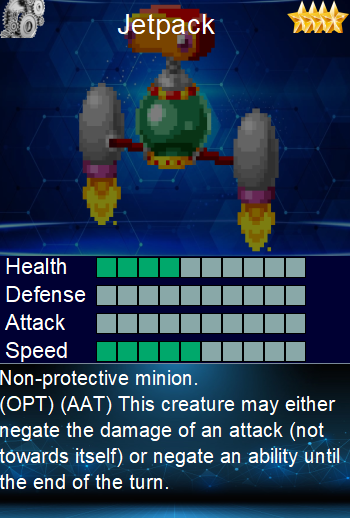 Jetpack
Health
Defense
Attack
Speed
Non-protective minion.
(OPT) (AAT) This creature may either
negate the damage of an attack (not
towards itself) or negate an ability until
the end of the turn.